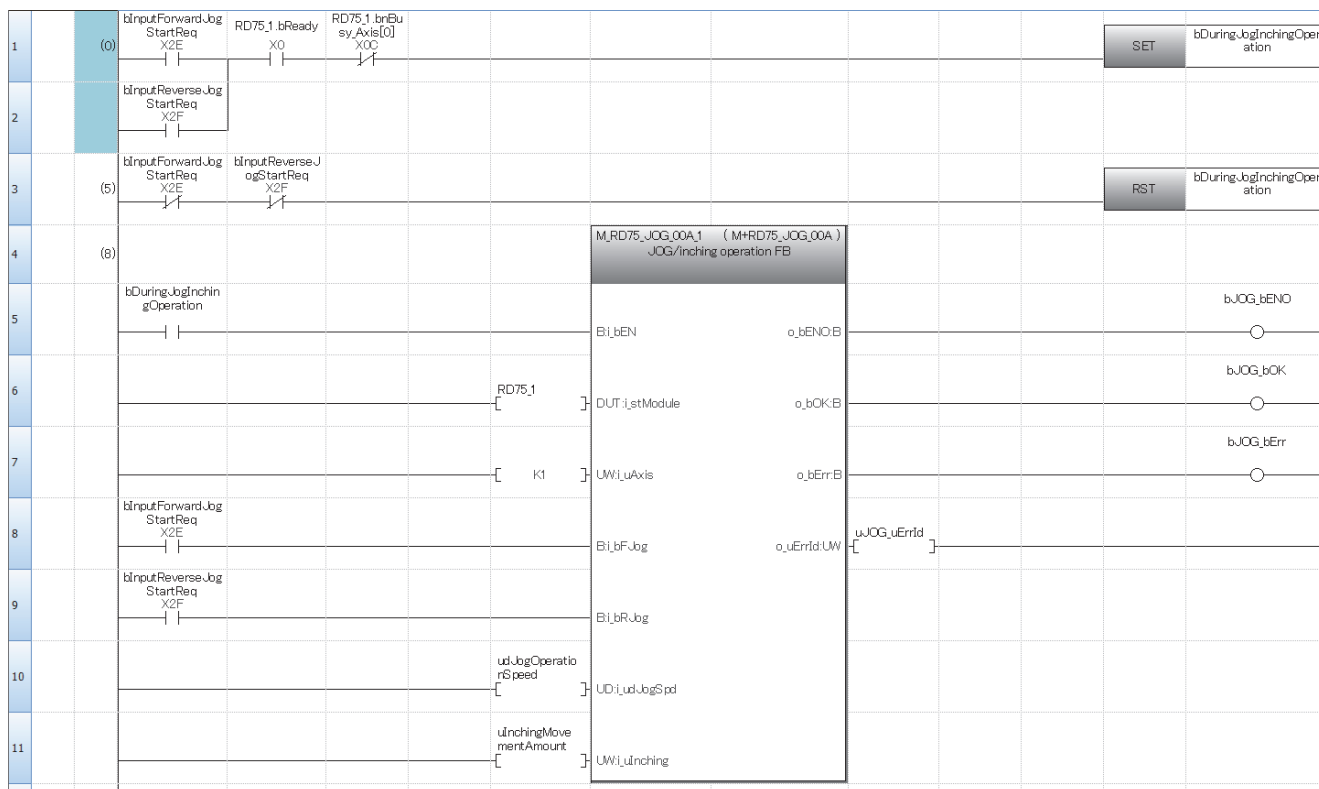 bInputForwardJog
StartReq
X2E
RD75_1.bReady
X0
RD75_1.bnBu
sy_Axis[0]
X0C
1
(0)
SET
bDuringJogInchingOper
ation
bInputReverseJog
StartReq
X2F
2
bInputForwardJog
StartReq
X2E
bInputReverseJ
ogStartReq
X2F
3
(5)
RST
bDuringJogInchingOper
ation
4
(8)
M_RD75_JOG_00A_1 ( M+RD75_JOG_00A )
JOG/inching operation FB
5
bDuringJogInchin
gOperation
B:i_bEN
o_bENO:B
bJOG_bENO
6
RD75_1
DUT:i_stModule
o_bOK:B
bJOG_bOK
7
K1
UW:i_uAxis
o_bErr:B
bJOG_bErr
8
bInputForwardJog
StartReq
X2E
B:i_bFJog
o_uErrId:UW
uJOG_uErrId
9
bInputReverseJog
StartReq
X2F
B:i_bRJog
10
udJogOperatio
nSpeed
UD:i_udJogSpd
11
uInchingMove
mentAmount
UW:i_uInching